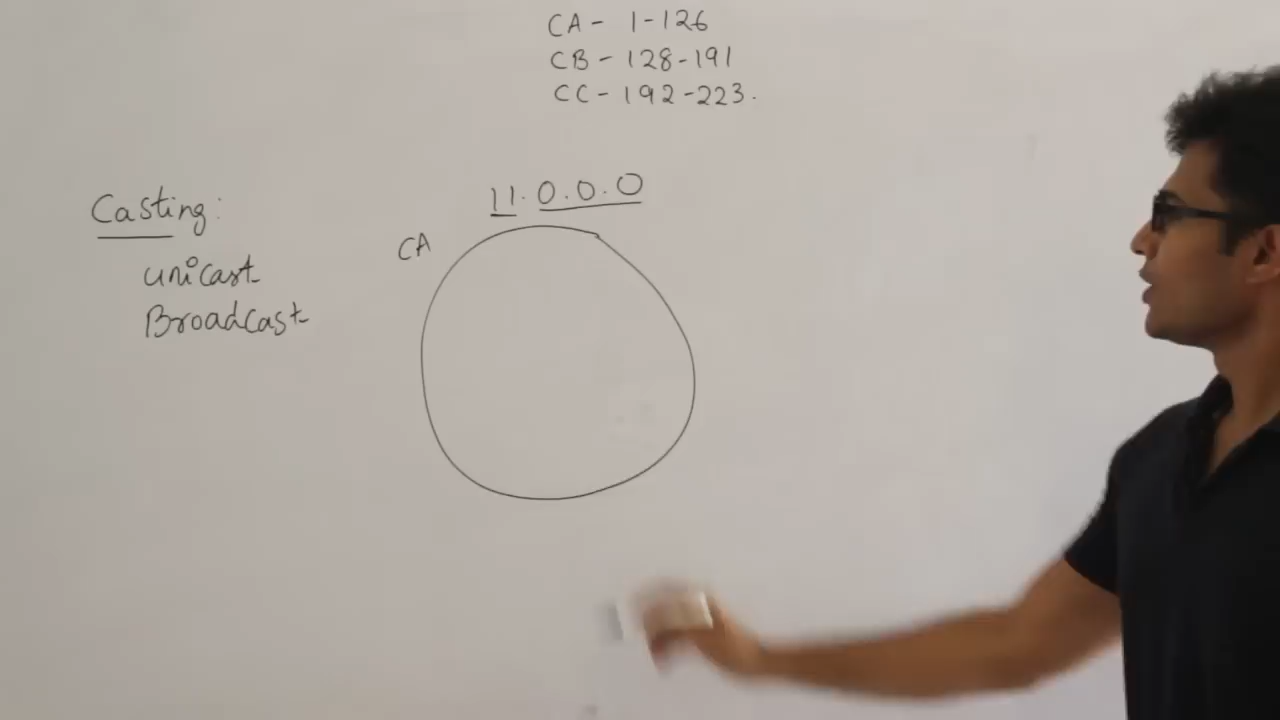 CA - 1-126
CB - 128-191
CC - 192-223.
11.0.0.0
Casting:
CA
unicast
Broadcast